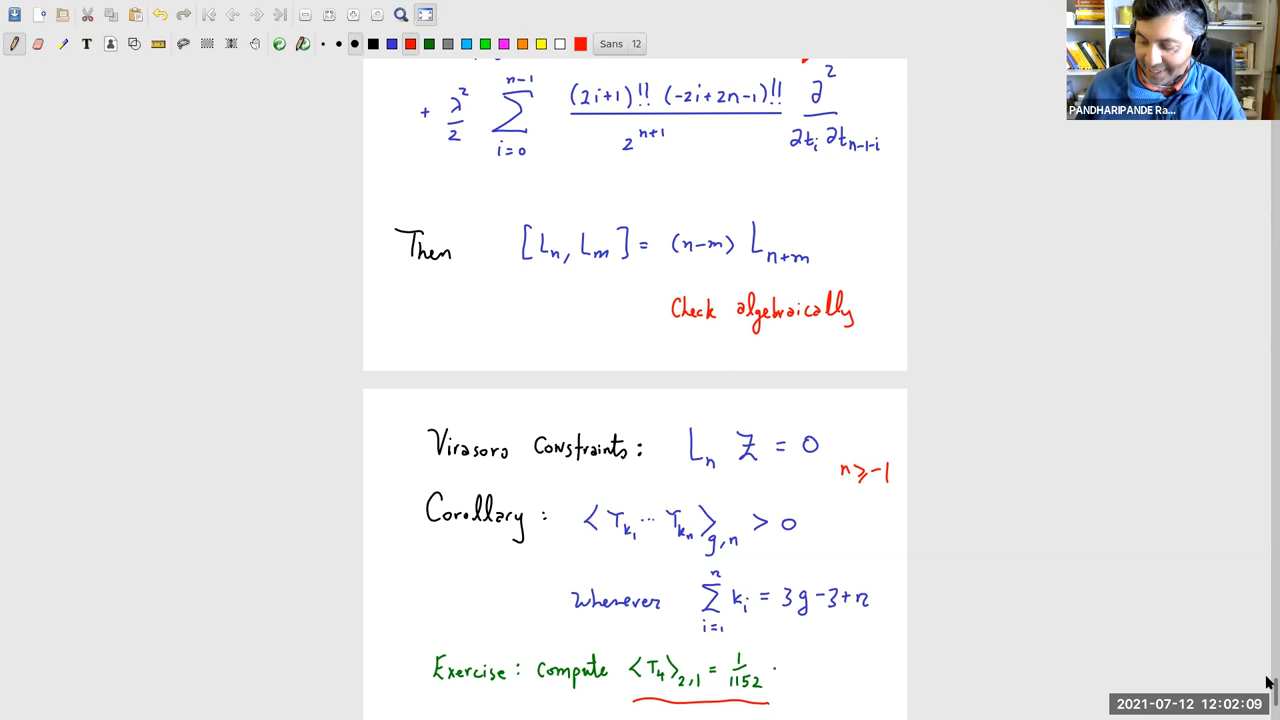 Sans 12
PANDHARIPANDE Ra...
+ λ²/2 Σ_{i=0}^{n-1} (2i+1)!! (-2i+2n-1)!! / 2^{n+1} ∂² / ∂t_i ∂t_{n-1-i}
Then [L_n, L_m] = (n-m) L_{n+m}
Check algebraically
Virasoro Constraints: L_n Z = 0
n ≥ -1
Corollary: < τ_{k_1} ... τ_{k_n} >_{g,n} > 0
Whenever Σ_{i=1}^{n} k_i = 3g-3+n
Exercise: compute <τ_4>_{2,1} = 1/1152 .
2021-07-12 12:02:09